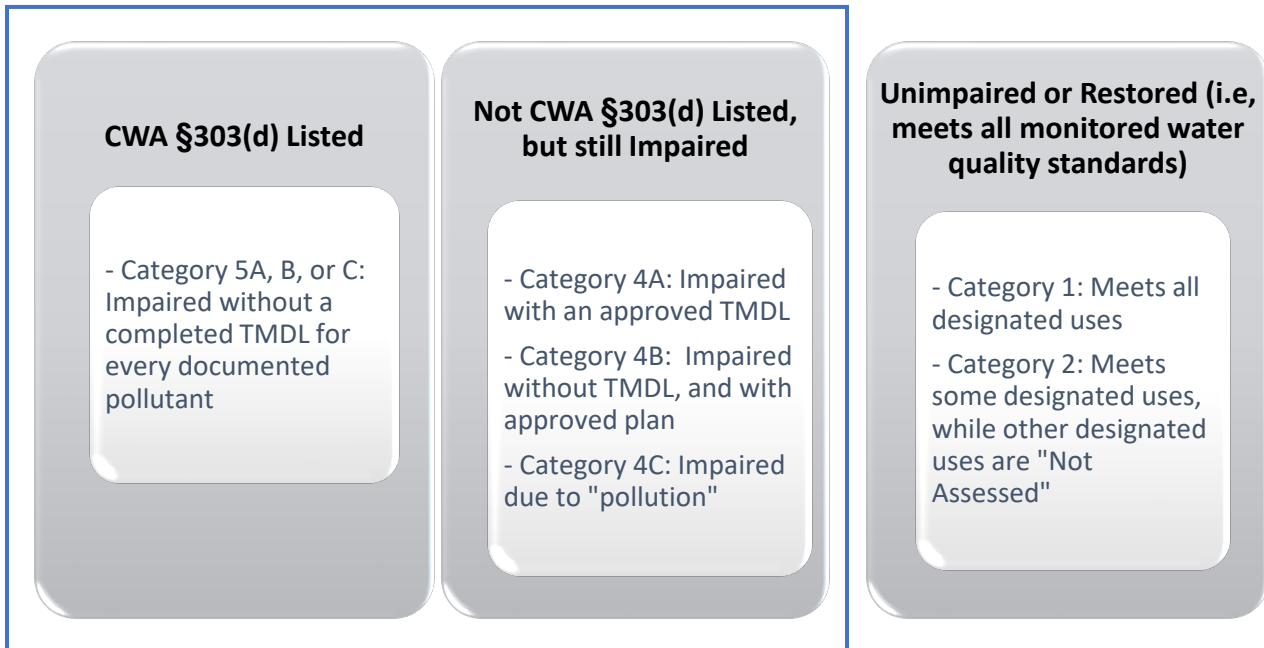 CWA §303(d) Listed
- Category 5A, B, or C:
Impaired without a
completed TMDL for
every documented
pollutant
Not CWA §303(d) Listed,
but still Impaired
- Category 4A: Impaired
with an approved TMDL
- Category 4B:  Impaired
without TMDL, and with
approved plan
- Category 4C: Impaired
due to "pollution"
Unimpaired or Restored (i.e,
meets all monitored water
quality standards)
- Category 1: Meets all
designated uses
- Category 2: Meets
some designated uses,
while other designated
uses are "Not
Assessed"